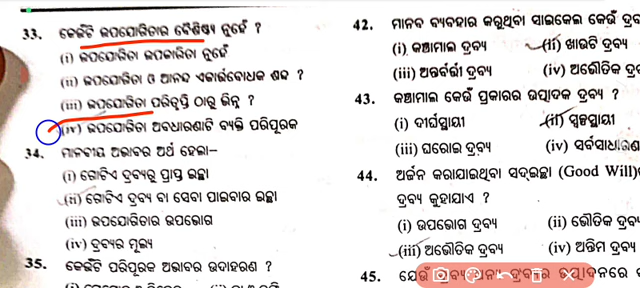 33. କେଉଁଟି ଉପଯୋଗିତାର ବୈଶିଷ୍ଟ୍ୟ ନୁହେଁ ?
(i) ଉପଯୋଗିତା ଉପକାରିତା ନୁହେଁ
(ii) ଉପଯୋଗିତା ଓ ଆନନ୍ଦ ଏକାର୍ଥବୋଧକ ଶବ୍ଦ ?
(iii) ଉପଯୋଗିତା ପରିତୃପ୍ତି ଠାରୁ ଭିନ୍ନ ?
(iv) ଉପଯୋଗିତା ଅବଧାରଣାଟି ବ୍ୟକ୍ତି ପରିପୂରକ
34. ମାନବୀୟ ଅଭାବର ଅର୍ଥ ହେଲା–
(i) ଗୋଟିଏ ଦ୍ରବ୍ୟରୁ ପ୍ରାପ୍ତ ଇଚ୍ଛା
(ii) ଗୋଟିଏ ଦ୍ରବ୍ୟ ବା ସେବା ପାଇବାର ଇଚ୍ଛା
(iii) ଉପଯୋଗିତାର ଉପଭୋଗ
(iv) ଦ୍ରବ୍ୟର ମୂଲ୍ୟ
35. କେଉଁଟି ପରିପୂରକ ଅଭାବର ଉଦାହରଣ ?
42. ମାନବ ବ୍ୟବହାର କରୁଥିବା ସାଇକେଲ କେଉଁ
(i) କଞ୍ଚାମାଲ ଦ୍ରବ୍ୟ (ii) ଖାଉଟି ଦ୍ରବ୍ୟ
(iii) ଅନ୍ତର୍ବର୍ତ୍ତୀ ଦ୍ରବ୍ୟ (iv) ଅଭୌତିକ
43. କଞ୍ଚାମାଲ କେଉଁ ପ୍ରକାରର ଉତ୍ପାଦକ ଦ୍ରବ୍ୟ ?
(i) ଦୀର୍ଘସ୍ଥାୟୀ (ii) ସ୍ୱଳ୍ପସ୍ଥାୟୀ
(iii) ଘରୋଇ ଦ୍ରବ୍ୟ (iv) ସର୍ବସାଧାରଣ
44. ଅର୍ଜନ କରାଯାଇଥିବା ସଦ୍‌ଇଚ୍ଛା (Good Will)
ଦ୍ରବ୍ୟ କୁହାଯାଏ ?
(i) ଉପଭୋଗ ଦ୍ରବ୍ୟ (ii) ଭୌତିକ
(iii) ଅଭୌତିକ ଦ୍ରବ୍ୟ (iv) ଅନ୍ତିମ ଦ୍ରବ୍ୟ
45. ଯେଉଁ